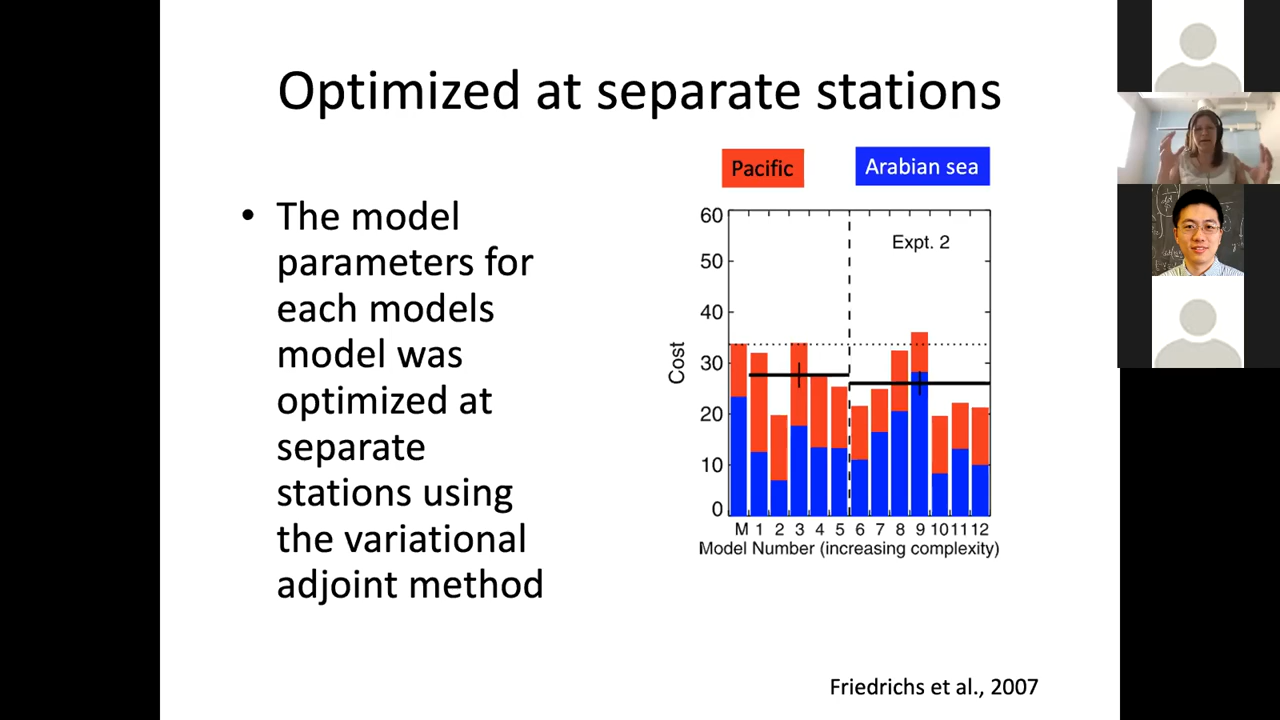 Optimized at separate stations
• The model
parameters for
each models
model was
optimized at
separate
stations using
the variational
adjoint method
Pacific
Arabian sea
60
50
40
30
20
10
0
Cost
Expt. 2
M 1 2 3 4 5 6 7 8 9 10 11 12
Model Number (increasing complexity)
Friedrichs et al., 2007